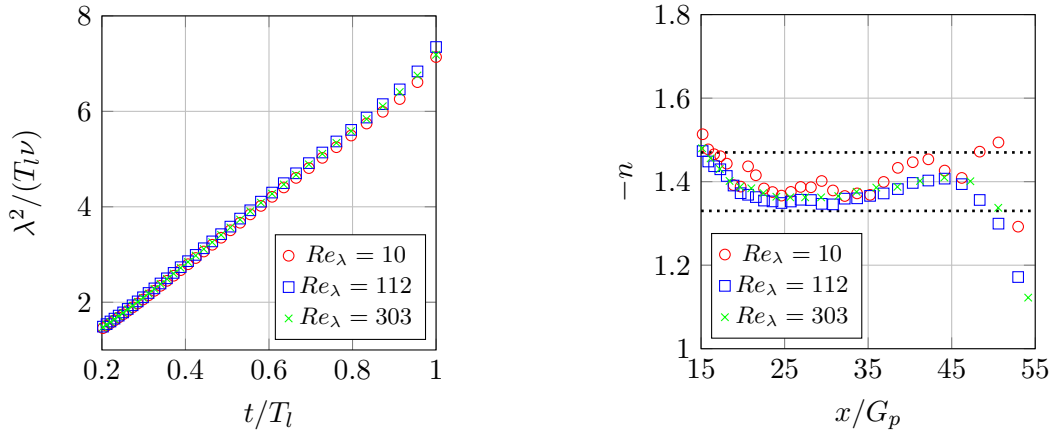 8
6
4
2
0.2
0.4
0.6
0.8
1
λ²/(T_lν)
t/T_l
Re_λ = 10
Re_λ = 112
Re_λ = 303
1.8
1.6
1.4
1.2
1
15
25
35
45
55
−n
x/G_p
Re_λ = 10
Re_λ = 112
Re_λ = 303